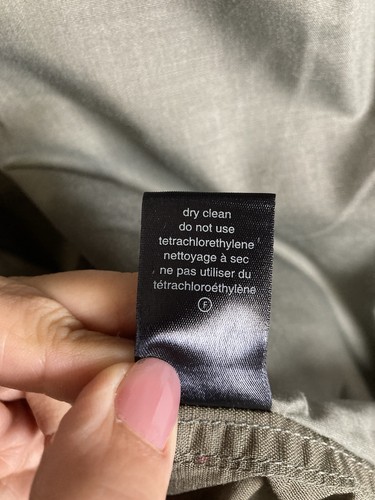 dry clean
do not use
tetrachlorethylene
nettoyage à sec
ne pas utiliser du
tétrachloroéthylène
F